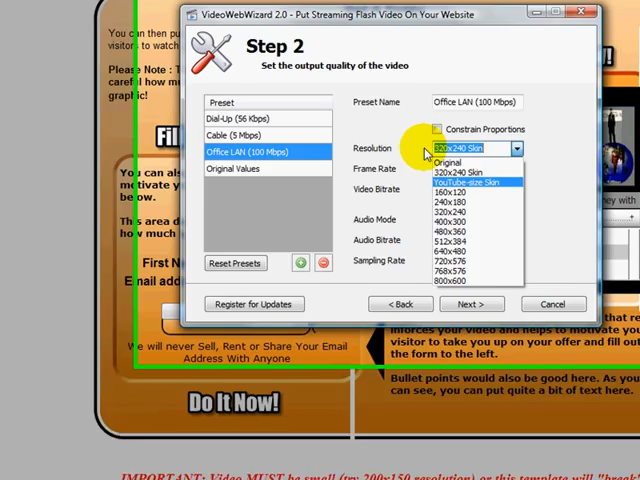 VideoWebWizard 2.0 - Put Streaming Flash Video On Your Website
You can then pu
visitors to watch
Please Note : T
careful how mu
graphic!
Step 2
Set the output quality of the video
Preset
Dial-Up (56 Kbps)
Cable (5 Mbps)
Office LAN (100 Mbps)
Original Values
Reset Presets
Preset Name
Office LAN (100 Mbps)
Constrain Proportions
Resolution
320x240 Skin
Frame Rate
Video Bitrate
Audio Mode
Audio Bitrate
Sampling Rate
Original
320x240 Skin
YouTube-size Skin
160x120
240x180
320x240
400x300
480x360
512x384
640x480
720x576
768x576
800x600
Register for Updates
< Back
Next >
Cancel
Fil
You can als
motivate y
below.
This area d
how much
First N
Email add
We will never Sell, Rent or Share Your Email
Address With Anyone
Do It Now!
ney with
that re
inforces your video and helps to motivate you
visitor to take you up on your offer and fill out
the form to the left.
Bullet points would also be good here. As you
can see, you can put quite a bit of text here.
IMPORTANT: Video MUST be small (try 200x150 resolution) or this template will "break"